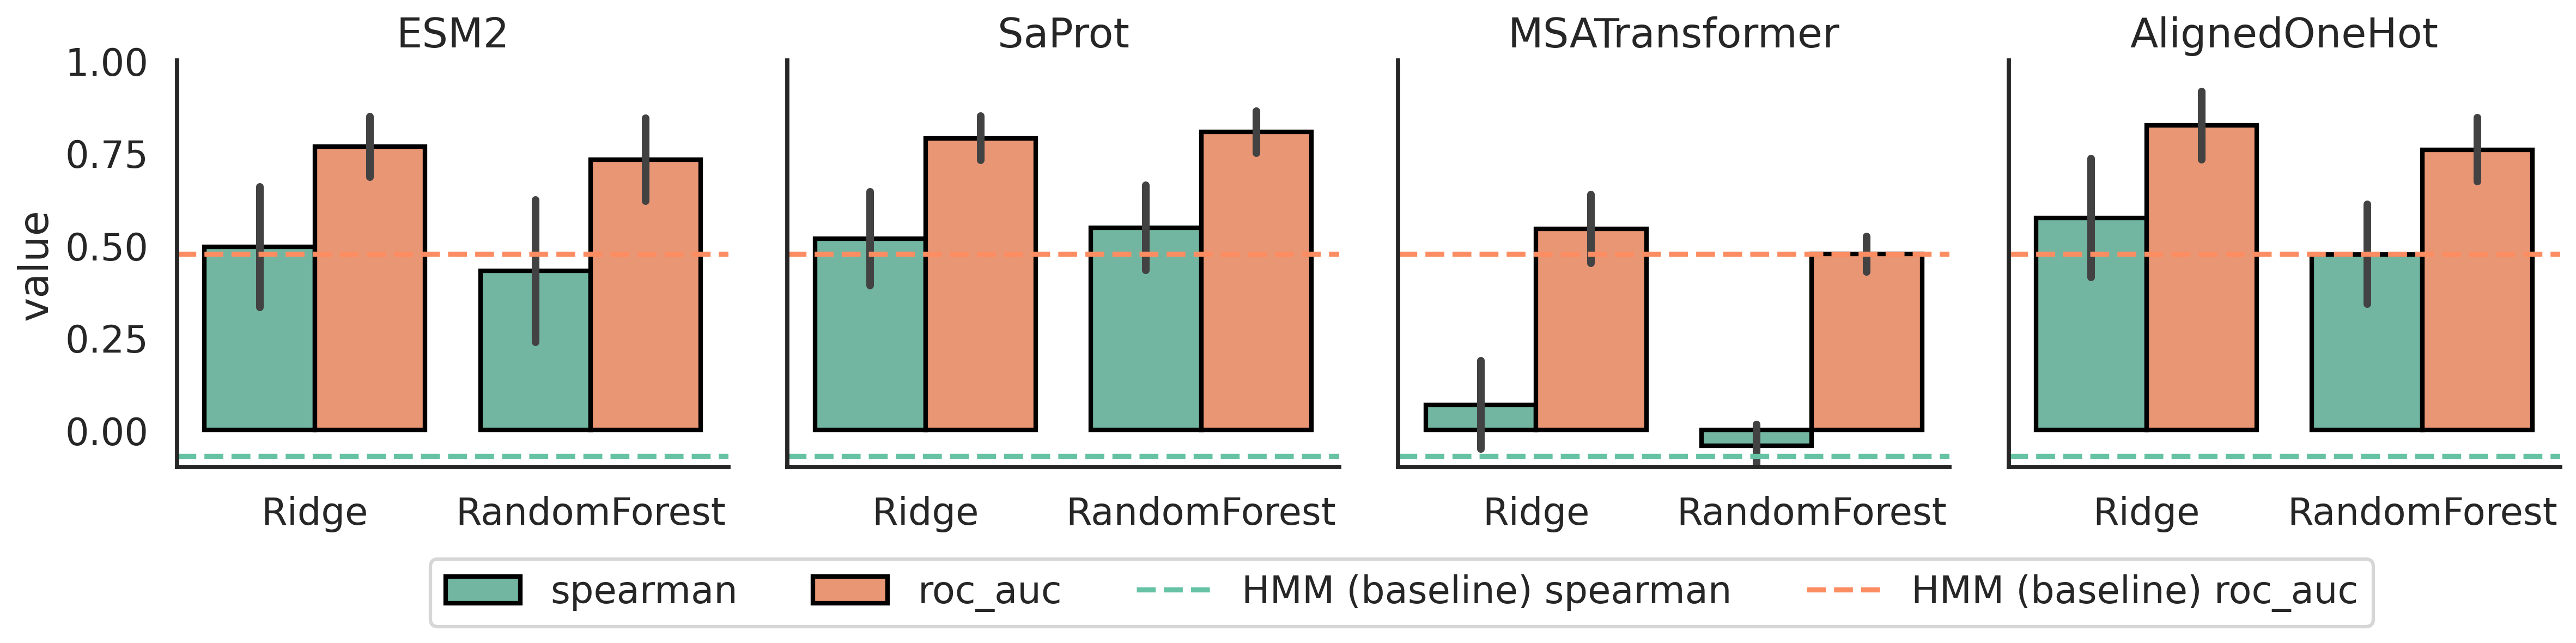 ESM2
SaProt
MSATransformer
AlignedOneHot
value
1.00
0.75
0.50
0.25
0.00
Ridge
RandomForest
Ridge
RandomForest
Ridge
RandomForest
Ridge
RandomForest
spearman
roc_auc
HMM (baseline) spearman
HMM (baseline) roc_auc